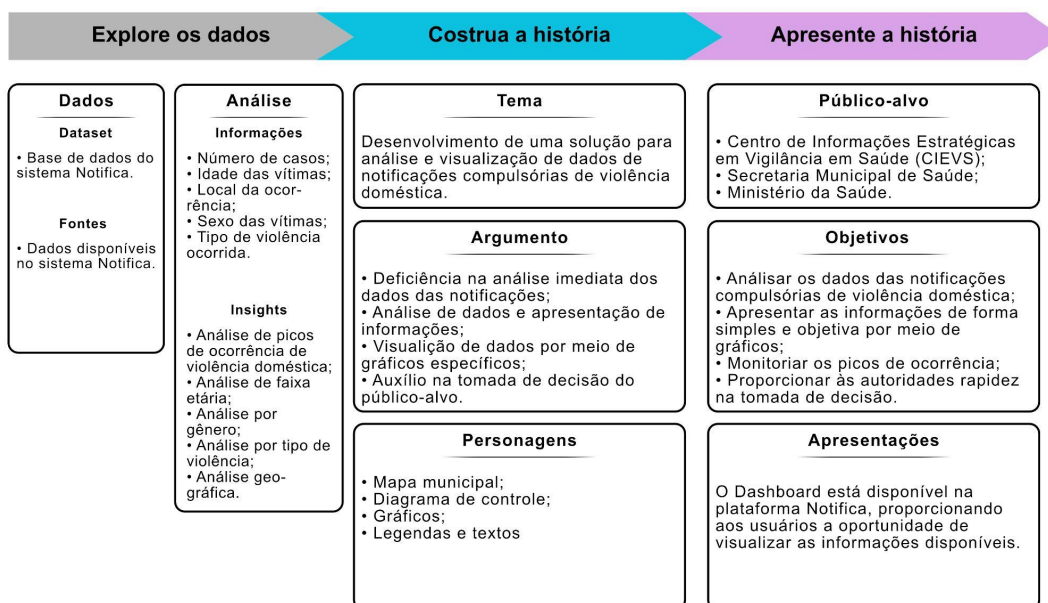 Explore os dados
Costrua a história
Apresente a história
Dados
Dataset
• Base de dados do
sistema Notifica.
Fontes
• Dados disponíveis
no sistema Notifica.
Análise
Informações
• Número de casos;
• Idade das vítimas;
• Local da ocor-
rência;
• Sexo das vítimas;
• Tipo de violência
ocorrida.
Insights
• Análise de picos
de ocorrência de
violência doméstica;
• Análise de faixa
etária;
• Análise por
gênero;
• Análise por tipo de
violência;
• Análise geo-
gráfica.
Tema
Desenvolvimento de uma solução para
análise e visualização de dados de
notificações compulsórias de violência
doméstica.
Argumento
• Deficiência na análise imediata dos
dados das notificações;
• Análise de dados e apresentação de
informações;
• Visualição de dados por meio de
gráficos específicos;
• Auxílio na tomada de decisão do
público-alvo.
Personagens
• Mapa municipal;
• Diagrama de controle;
• Gráficos;
• Legendas e textos
Público-alvo
• Centro de Informações Estratégicas
em Vigilância em Saúde (CIEVS);
• Secretaria Municipal de Saúde;
• Ministério da Saúde.
Objetivos
• Análisar os dados das notificações
compulsórias de violência doméstica;
• Apresentar as informações de forma
simples e objetiva por meio de
gráficos;
• Monitoriar os picos de ocorrência;
• Proporcionar às autoridades rapidez
na tomada de decisão.
Apresentações
O Dashboard está disponível na
plataforma Notifica, proporcionando
aos usuários a oportunidade de
visualizar as informações disponíveis.